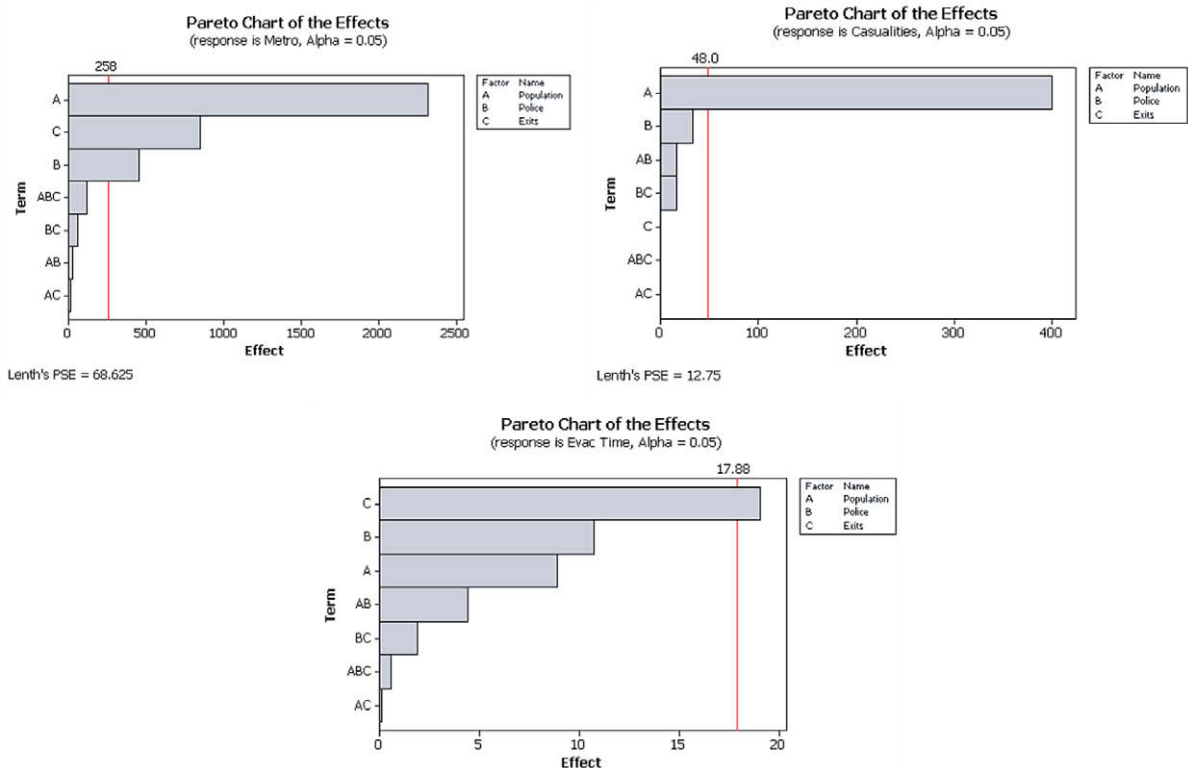 Pareto Chart of the Effects
(response is Metro, Alpha = 0.05)
258
Factor Name
A Population
B Police
C Exits
Term
A
C
B
ABC
BC
AB
AC
0 500 1000 1500 2000 2500
Effect
Lenth's PSE = 68.625
Pareto Chart of the Effects
(response is Casualities, Alpha = 0.05)
48.0
Factor Name
A Population
B Police
C Exits
Term
A
B
AB
BC
C
ABC
AC
0 100 200 300 400
Effect
Lenth's PSE = 12.75
Pareto Chart of the Effects
(response is Evac Time, Alpha = 0.05)
17.88
Factor Name
A Population
B Police
C Exits
Term
C
B
A
AB
BC
ABC
AC
0 5 10 15 20
Effect